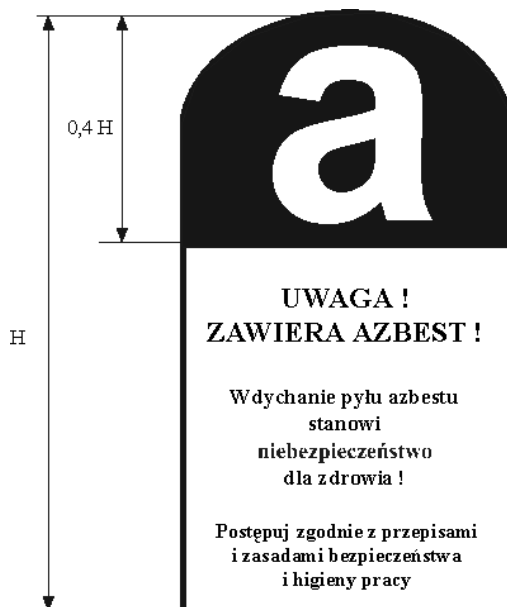 a
0,4 H
H
UWAGA !
ZAWIERA AZBEST !
Wdychanie pyłu azbestu
stanowi
niebezpieczeństwo
dla zdrowia !
Postępuj zgodnie z przepisami
i zasadami bezpieczeństwa
i higieny pracy